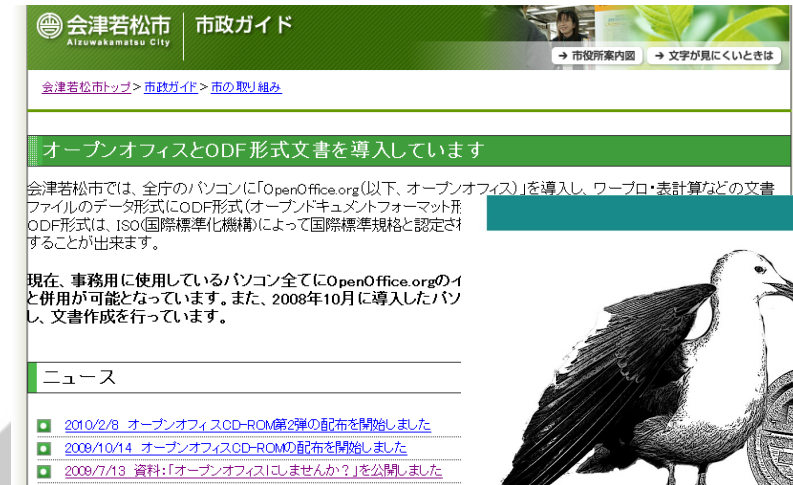 会津若松市
Aizuwakamatsu City
市政ガイド
→ 市役所案内図
→ 文字が見にくいときは
会津若松市トップ > 市政ガイド > 市の取り組み
オープンオフィスとODF形式文書を導入しています
会津若松市では、全庁のパソコンに「OpenOffice.org(以下、オープンオフィス)」を導入し、ワープロ・表計算などの文書
ファイルのデータ形式にODF形式(オープンドキュメントフォーマット形
ODF形式は、ISO(国際標準化機構)によって国際標準規格と認定さ
することが出来ます。
現在、事務用に使用しているパソコン全てにOpenOffice.orgのイ
と併用が可能となっています。また、2008年10月に導入したパソ
し、文書作成を行っています。
ニュース
2010/2/8 オープンオフィスCD-ROM第2弾の配布を開始しました
2009/10/14 オープンオフィスCD-ROMの配布を開始しました
2009/7/13 資料:「オープンオフィスにしませんか?」を公開しました